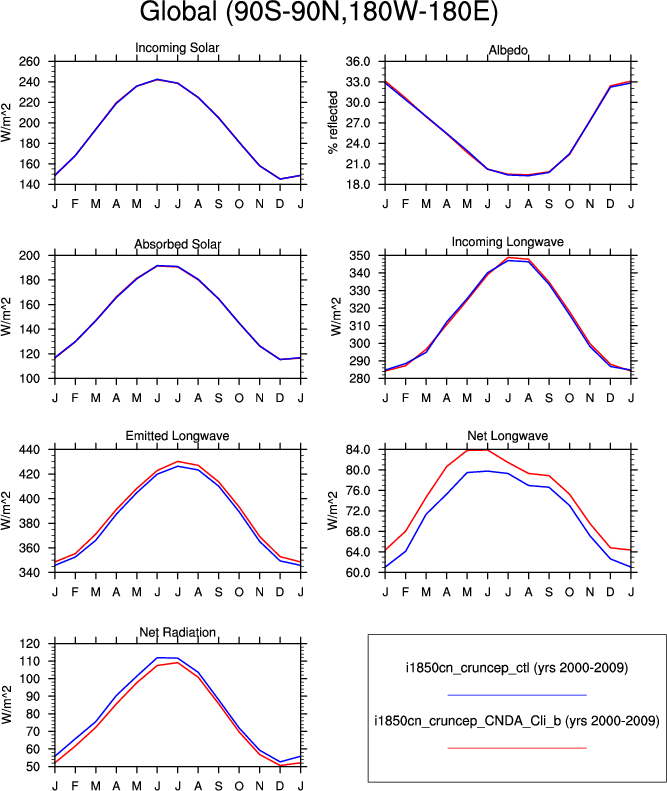 Global (90S-90N,180W-180E)
Incoming Solar
W/m^2
260
240
220
200
180
160
140
J F M A M J J A S O N D J
Albedo
% reflected
36.0
33.0
30.0
27.0
24.0
21.0
18.0
J F M A M J J A S O N D J
Absorbed Solar
W/m^2
200
180
160
140
120
100
J F M A M J J A S O N D J
Incoming Longwave
W/m^2
350
340
330
320
310
300
290
280
J F M A M J J A S O N D J
Emitted Longwave
W/m^2
440
420
400
380
360
340
J F M A M J J A S O N D J
Net Longwave
W/m^2
84.0
80.0
76.0
72.0
68.0
64.0
60.0
J F M A M J J A S O N D J
Net Radiation
W/m^2
120
110
100
90
80
70
60
50
J F M A M J J A S O N D J
i1850cn_cruncep_ctl (yrs 2000-2009)
i1850cn_cruncep_CNDA_Cli_b (yrs 2000-2009)